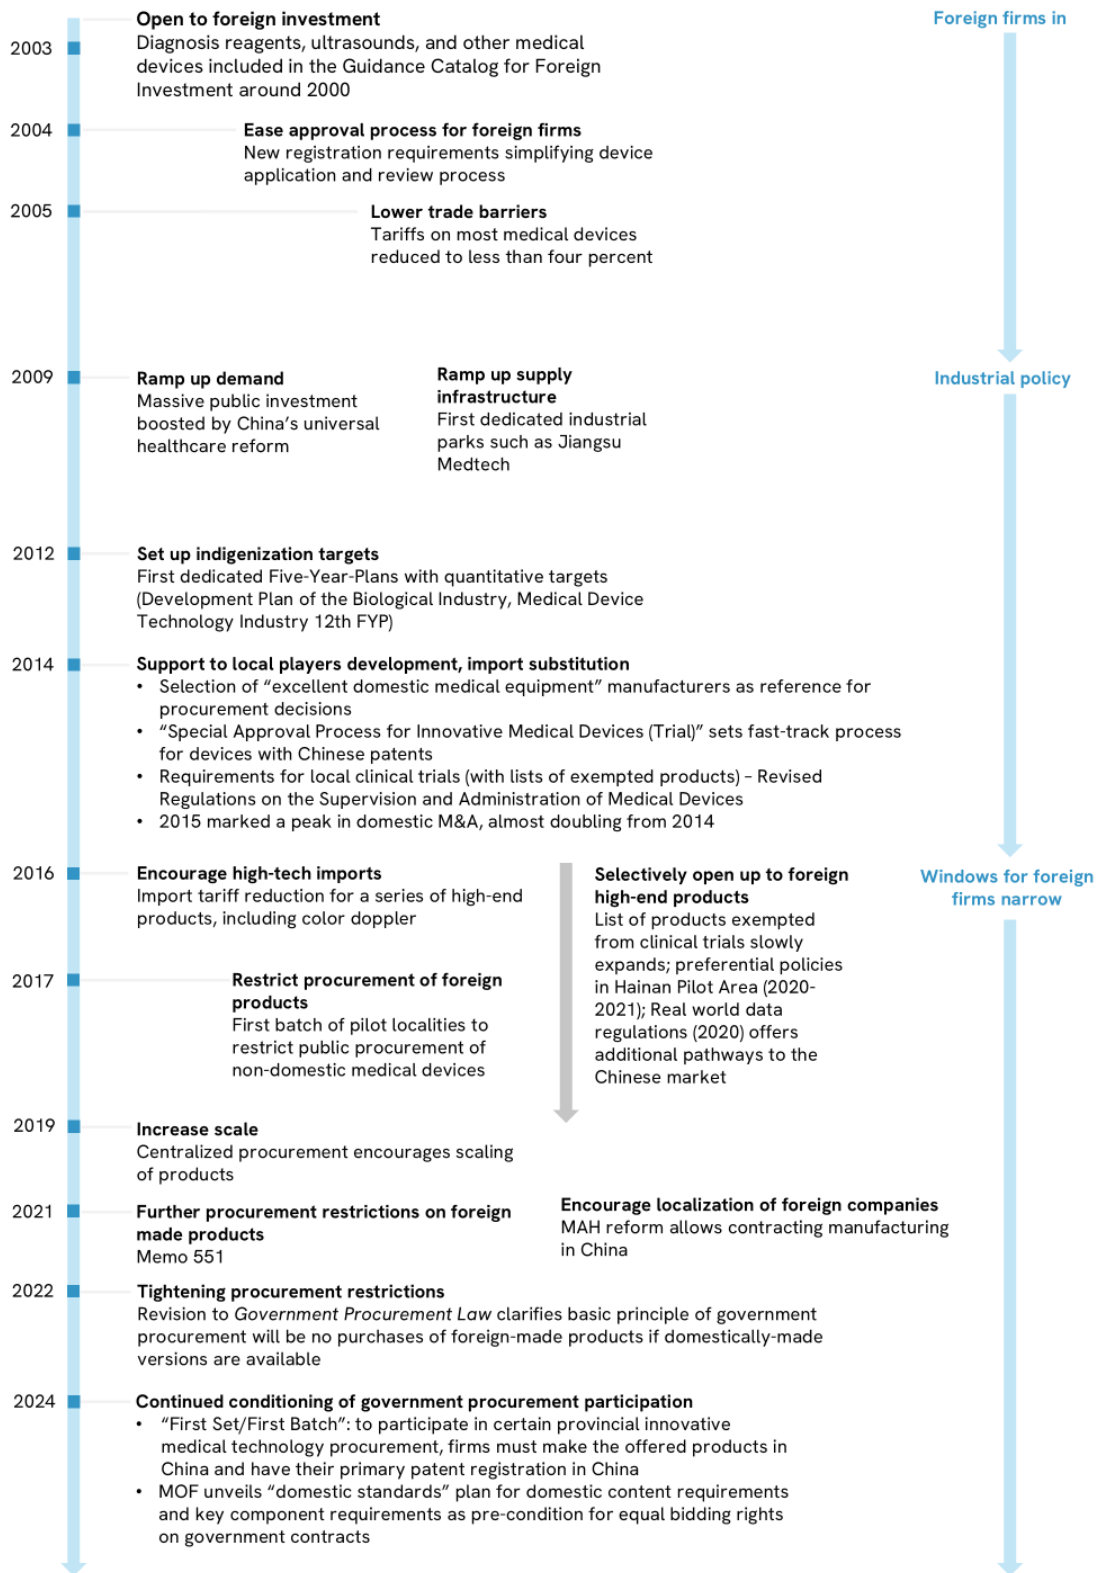 Open to foreign investment
Foreign firms in
2003
Diagnosis reagents, ultrasounds, and other medical
devices included in the Guidance Catalog for Foreign
Investment around 2000
2004
Ease approval process for foreign firms
New registration requirements simplifying device
application and review process
2005
Lower trade barriers
Tariffs on most medical devices
reduced to less than four percent
2009
Ramp up demand
Massive public investment
boosted by China's universal
healthcare reform
Ramp up supply
infrastructure
First dedicated industrial
parks such as Jiangsu
Medtech
Industrial policy
2012
Set up indigenization targets
First dedicated Five-Year-Plans with quantitative targets
(Development Plan of the Biological Industry, Medical Device
Technology Industry 12th FYP)
2014
Support to local players development, import substitution
• Selection of “excellent domestic medical equipment” manufacturers as reference for
procurement decisions
• “Special Approval Process for Innovative Medical Devices (Trial)” sets fast-track process
for devices with Chinese patents
• Requirements for local clinical trials (with lists of exempted products) – Revised
Regulations on the Supervision and Administration of Medical Devices
• 2015 marked a peak in domestic M&A, almost doubling from 2014
2016
Encourage high-tech imports
Import tariff reduction for a series of high-end
products, including color doppler
Selectively open up to foreign
high-end products
List of products exempted
from clinical trials slowly
expands; preferential policies
in Hainan Pilot Area (2020-
2021); Real world data
regulations (2020) offers
additional pathways to the
Chinese market
Windows for foreign
firms narrow
2017
Restrict procurement of foreign
products
First batch of pilot localities to
restrict public procurement of
non-domestic medical devices
2019
Increase scale
Centralized procurement encourages scaling
of products
2021
Further procurement restrictions on foreign
made products
Memo 551
Encourage localization of foreign companies
MAH reform allows contracting manufacturing
in China
2022
Tightening procurement restrictions
Revision to Government Procurement Law clarifies basic principle of government
procurement will be no purchases of foreign-made products if domestically-made
versions are available
2024
Continued conditioning of government procurement participation
• “First Set/First Batch”: to participate in certain provincial innovative
medical technology procurement, firms must make the offered products in
China and have their primary patent registration in China
• MOF unveils “domestic standards” plan for domestic content requirements
and key component requirements as pre-condition for equal bidding rights
on government contracts